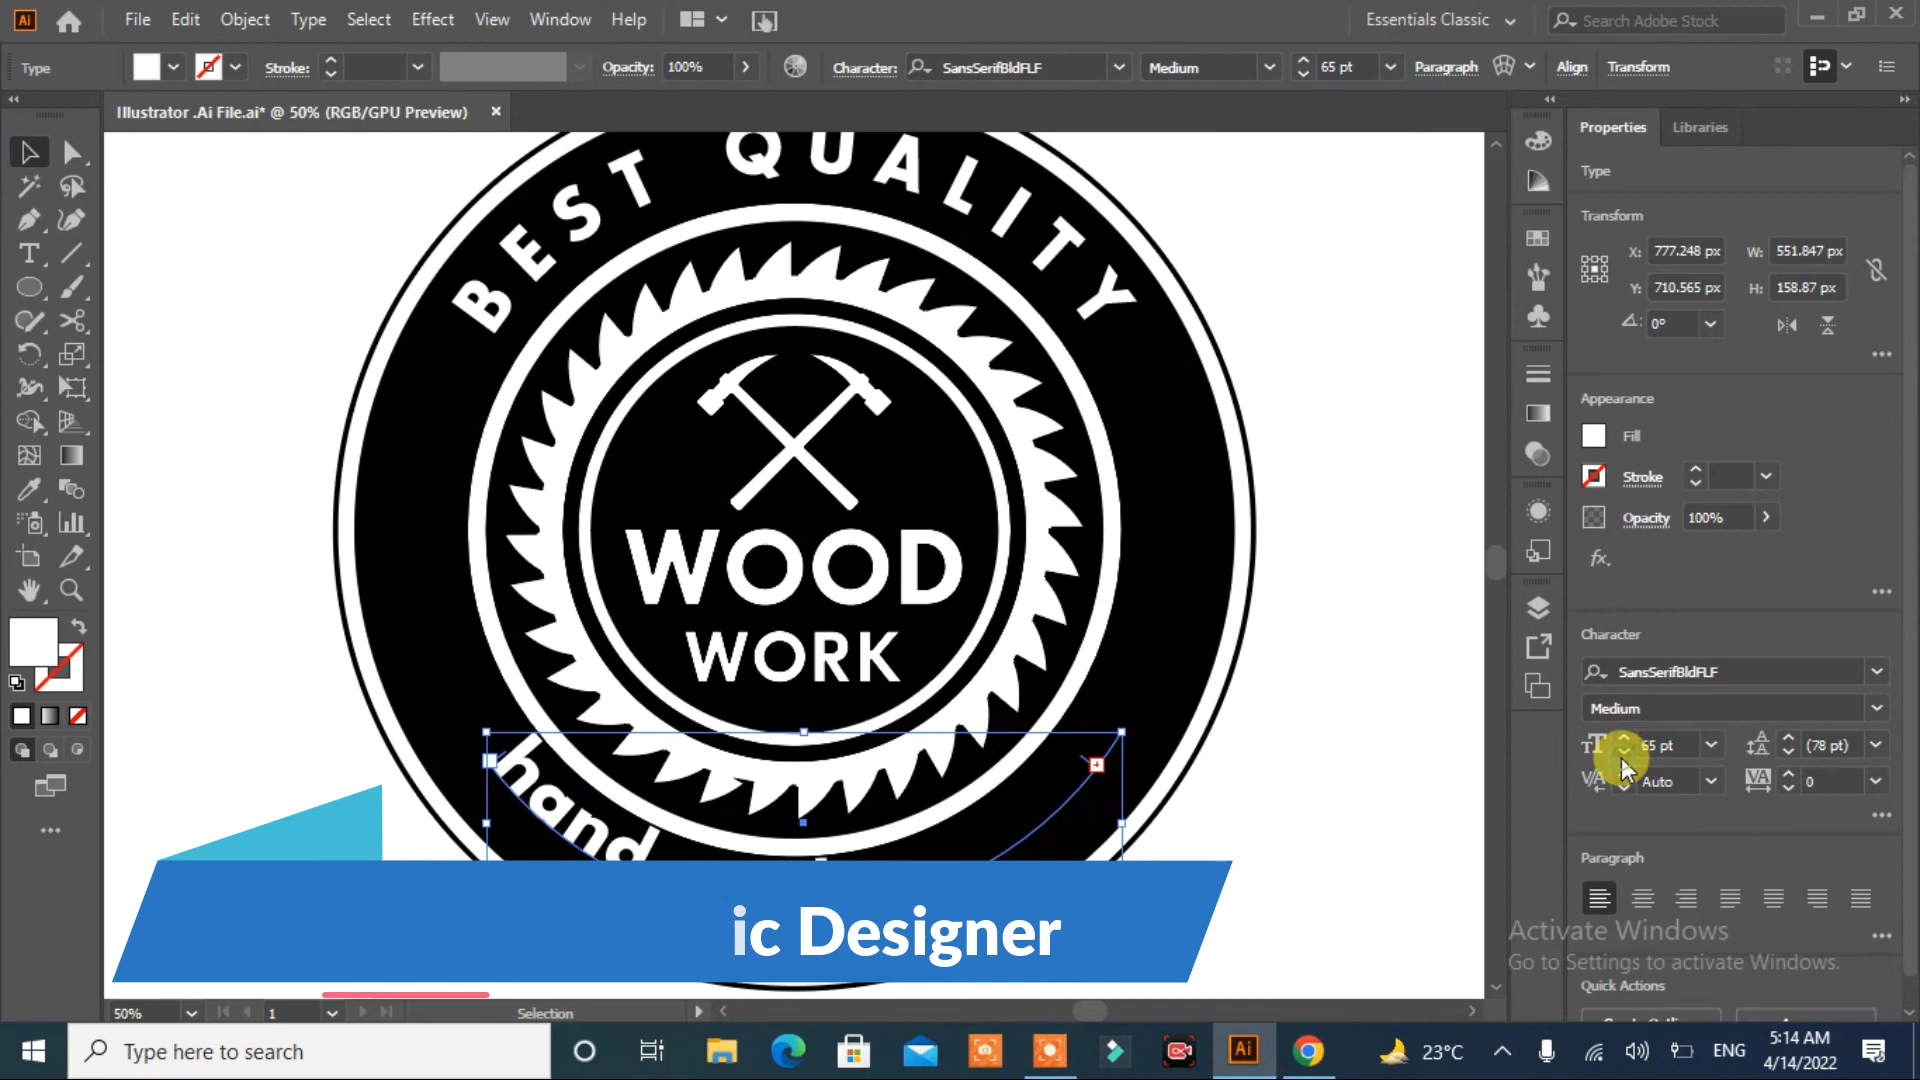 Ai File Edit Object Type Select Effect View Window Help Essentials Classic Search Adobe Stock
Type Stroke: Opacity: 100% Character: SansSerifBldFLF Medium 65 pt Paragraph Align Transform
Illustrator .Ai File.ai* @ 50% (RGB/GPU Preview)
Properties Libraries
Type
Transform
X: 777.248 px W: 551.847 px
Y: 710.565 px H: 158.87 px
0°
Appearance
Fill
Stroke
Opacity 100%
fx.
Character
SansSerifBldFLF
Medium
65 pt (78 pt)
Auto 0
Paragraph
Activate Windows
Go to Settings to activate Windows.
Quick Actions
BEST QUALITY
WOOD
WORK
hand
ic Designer
50% 1 Selection
Type here to search
Ai
23°C
ENG
5:14 AM
4/14/2022